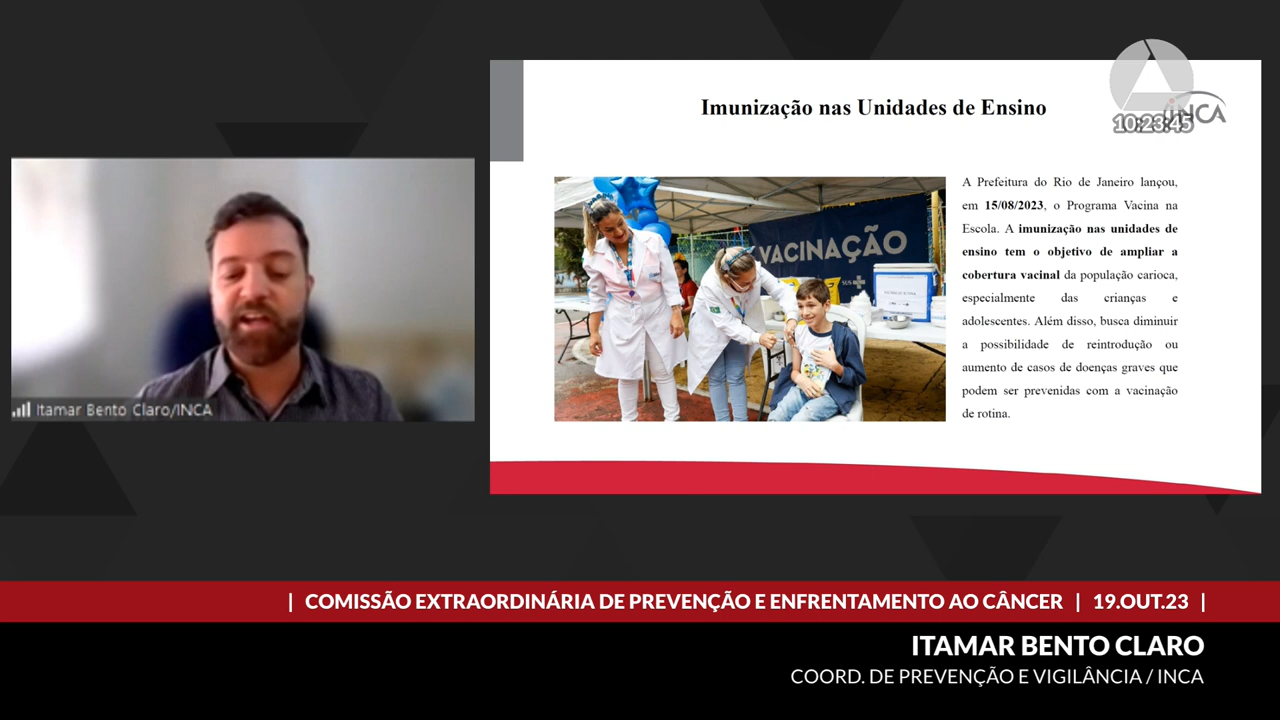 Imunização nas Unidades de Ensino
INCA
10:23:45
A Prefeitura do Rio de Janeiro lançou,
em 15/08/2023, o Programa Vacina na
Escola. A imunização nas unidades de
ensino tem o objetivo de ampliar a
cobertura vacinal da população carioca,
especialmente das crianças e
adolescentes. Além disso, busca diminuir
a possibilidade de reintrodução ou
aumento de casos de doenças graves que
podem ser prevenidas com a vacinação
de rotina.
VACINAÇÃO
SUS
Itamar Bento Claro/INCA
| COMISSÃO EXTRAORDINÁRIA DE PREVENÇÃO E ENFRENTAMENTO AO CÂNCER | 19.OUT.23 |
ITAMAR BENTO CLARO
COORD. DE PREVENÇÃO E VIGILÂNCIA / INCA